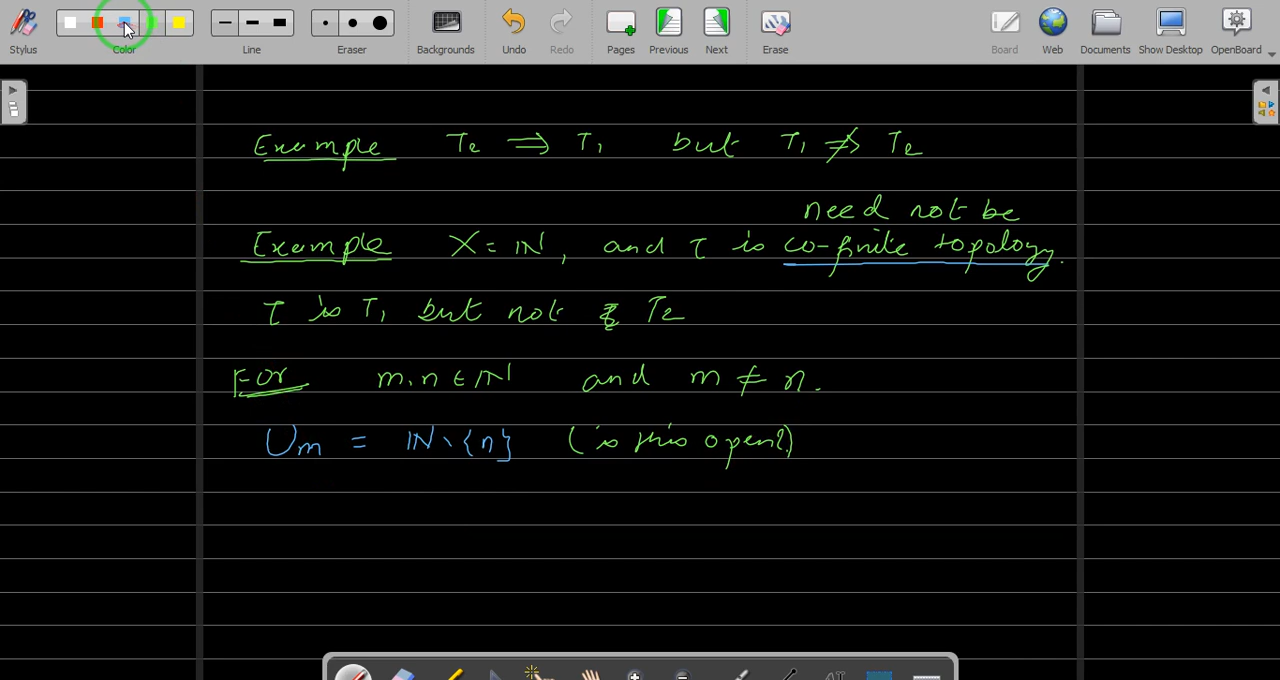 Stylus Color Line Eraser Backgrounds Undo Redo Pages Previous Next Erase Board Web Documents Show Desktop OpenBoard
Example T₂ ⟹ T₁ but T₁ ⇏ T₂
need not be
Example X = ℕ, and τ is co-finite topology.
τ is T₁ but not T₂
For m, n ∈ ℕ and m ≠ n.
Uₘ = ℕ \ {n} (is this open?)